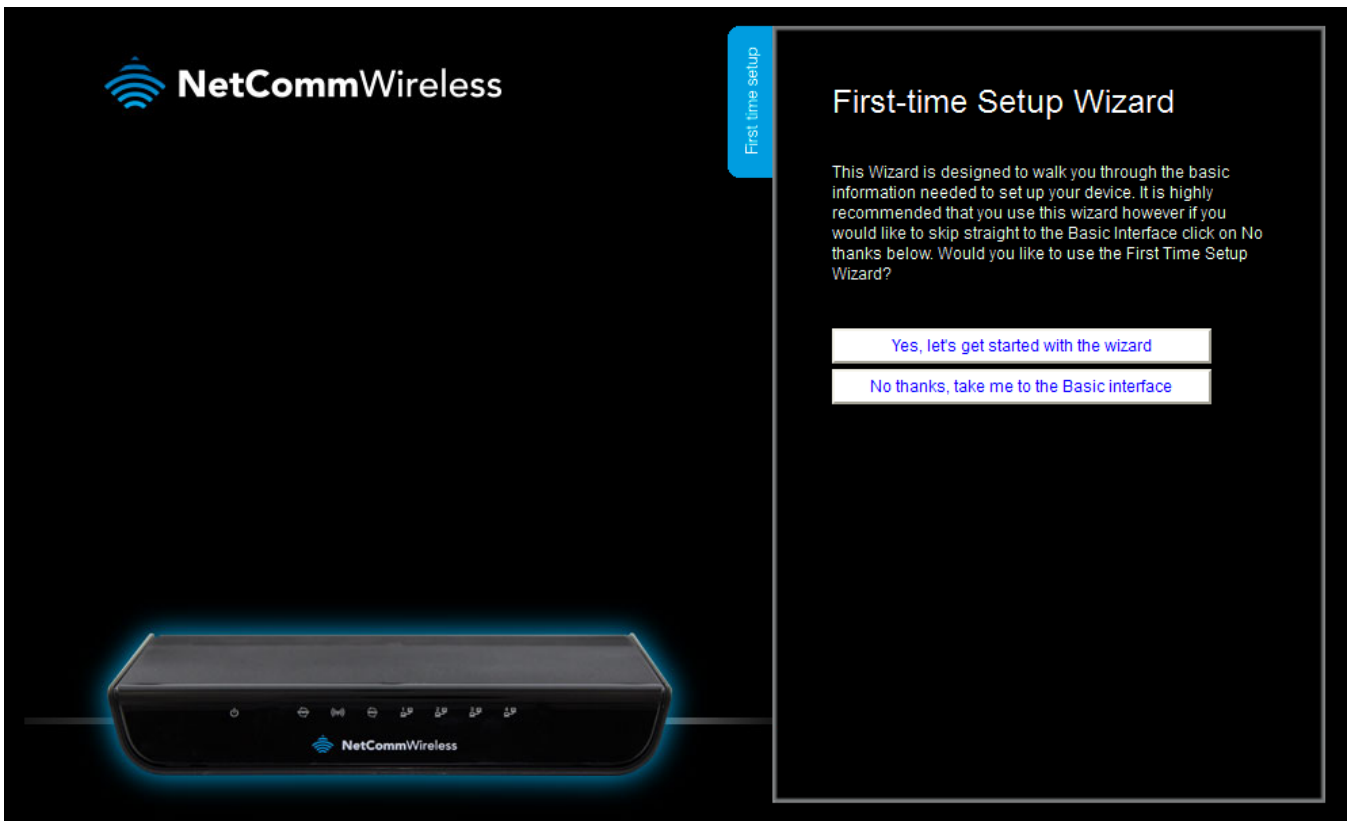 NetCommWireless
First time setup
First-time Setup Wizard
This Wizard is designed to walk you through the basic
information needed to set up your device. It is highly
recommended that you use this wizard however if you
would like to skip straight to the Basic Interface click on No
thanks below. Would you like to use the First Time Setup
Wizard?
Yes, let's get started with the wizard
No thanks, take me to the Basic interface
NetCommWireless